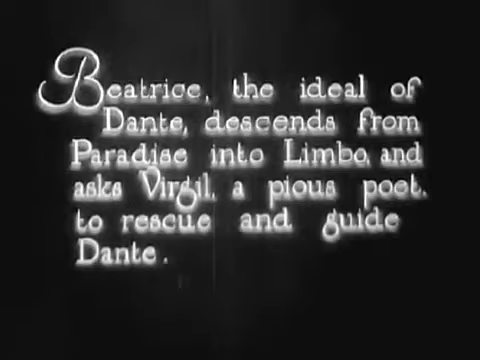 Beatrice, the ideal of
Dante, descends from
Paradise into Limbo, and
asks Virgil, a pious poet,
to rescue and guide
Dante.